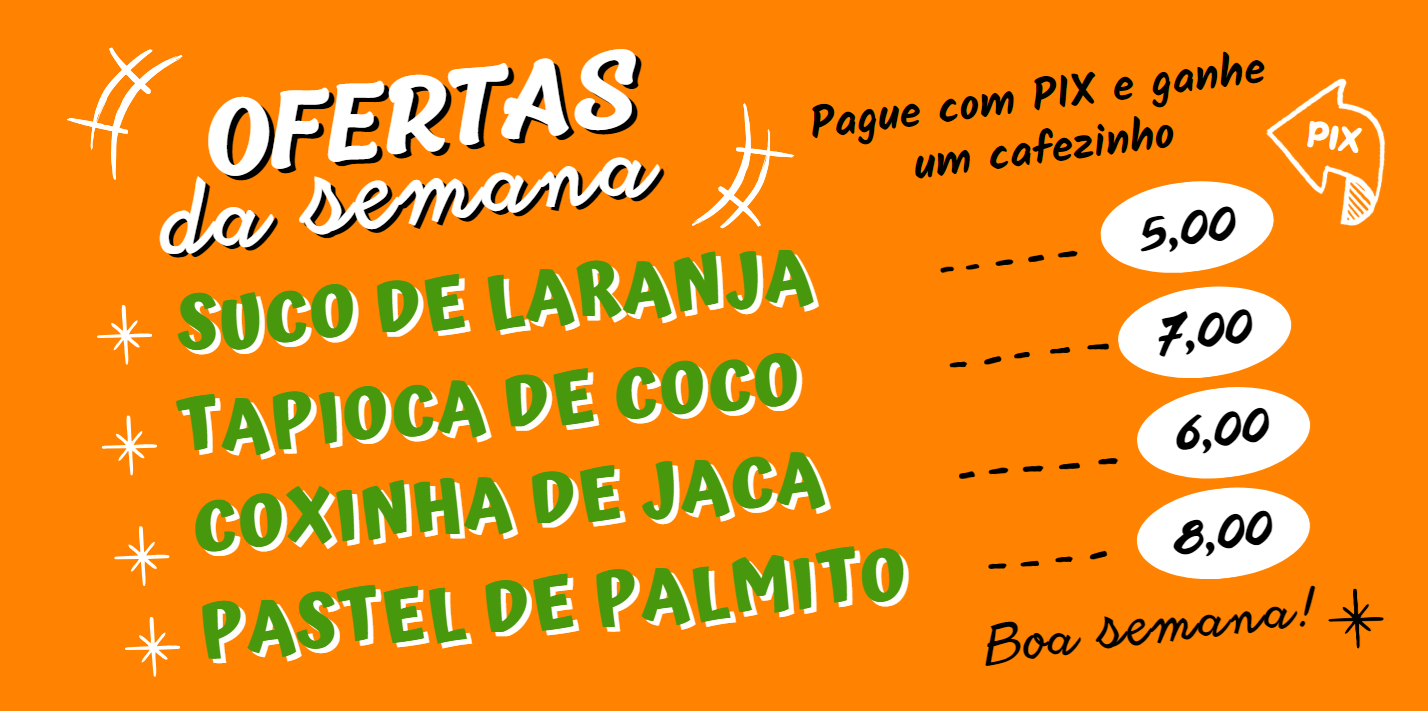 OFERTAS
da semana
Pague com PIX e ganhe
um cafezinho
PIX
SUCO DE LARANJA ----- 5,00
TAPIOCA DE COCO ----- 7,00
COXINHA DE JACA ----- 6,00
PASTEL DE PALMITO ---- 8,00
Boa semana!